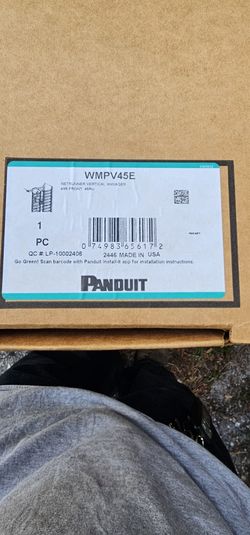 WMPV45E
NETRUNNER VERTICAL MANAGER
1
PC
0 74983 65617 2
QC #: LP-10002406
2446 MADE IN USA
Go Green! Scan barcode with Panduit Install-It app for installation instructions.
PANDUIT